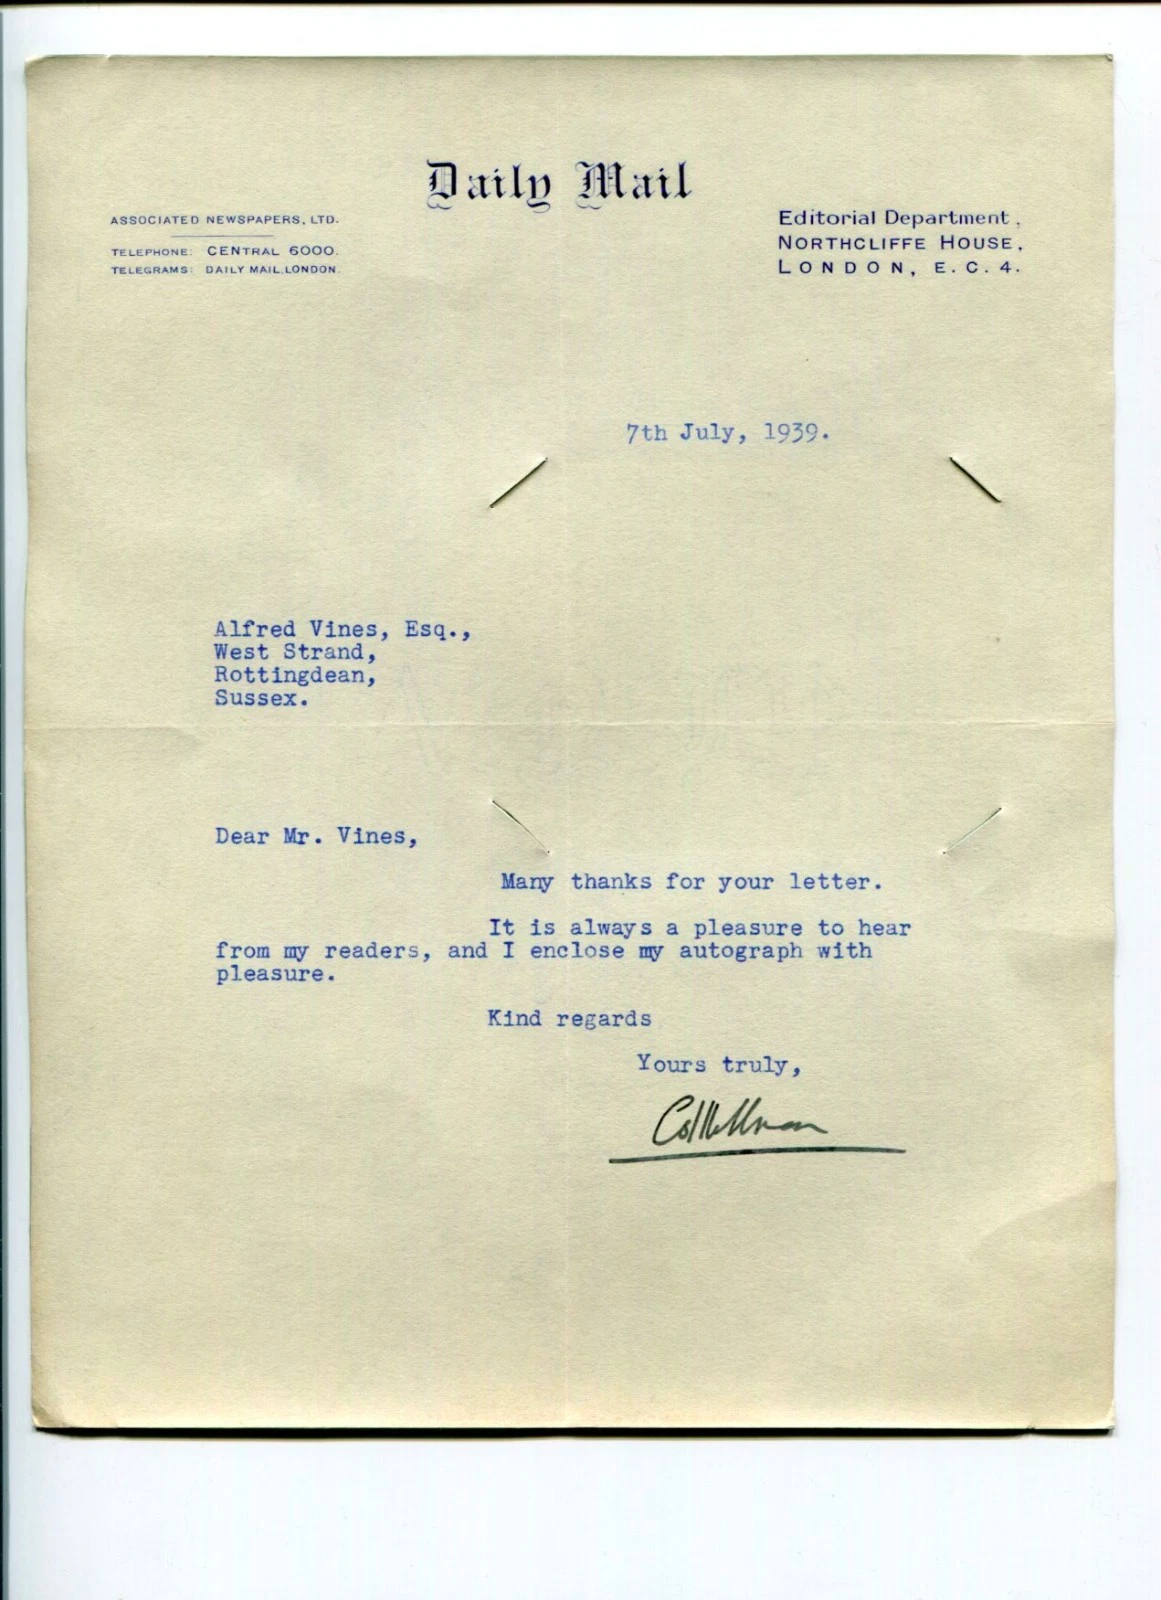 Daily Mail
ASSOCIATED NEWSPAPERS, LTD.
TELEPHONE: CENTRAL 6000.
TELEGRAMS: DAILY MAIL, LONDON.
Editorial Department,
NORTHCLIFFE HOUSE,
LONDON, E.C.4.
7th July, 1939.
Alfred Vines, Esq.,
West Strand,
Rottingdean,
Sussex.
Dear Mr. Vines,
Many thanks for your letter.
It is always a pleasure to hear
from my readers, and I enclose my autograph with
pleasure.
Kind regards
Yours truly,